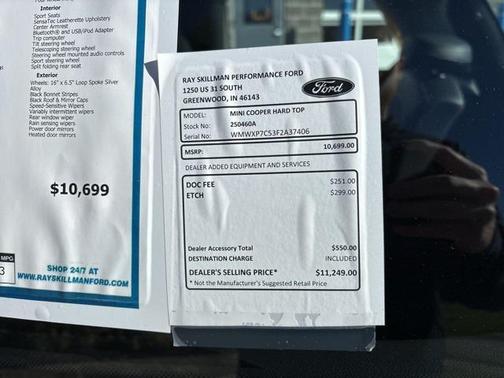 Interior
Sport Seats
SensaTec Leatherette Upholstery
Center Armrest
Bluetooth® and USB/iPod Adapter
Trip computer
Tilt steering wheel
Telescoping steering wheel
Steering wheel mounted audio controls
Sport steering wheel
Split folding rear seat
Exterior
Wheels: 16" x 6.5" Loop Spoke Silver
Alloy
Black Bonnet Stripes
Black Roof & Mirror Caps
Speed-Sensitive Wipers
Variably intermittent wipers
Rear window wiper
Rain sensing wipers
Power door mirrors
Heated door mirrors
$10,699
MPG
3
SHOP 24/7 AT
WWW.RAYSKILLMANFORD.COM
RAY SKILLMAN PERFORMANCE FORD
1250 US 31 SOUTH
GREENWOOD, IN 46143
Ford
MODEL: MINI COOPER HARD TOP
Stock No: 250460A
Serial No: WMWXP7C53F2A37406
MSRP: 10,699.00
DEALER ADDED EQUIPMENT AND SERVICES
DOC FEE $251.00
ETCH $299.00
Dealer Accessory Total $550.00
DESTINATION CHARGE INCLUDED
DEALER'S SELLING PRICE* $11,249.00
* Not the Manufacturer's Suggested Retail Price